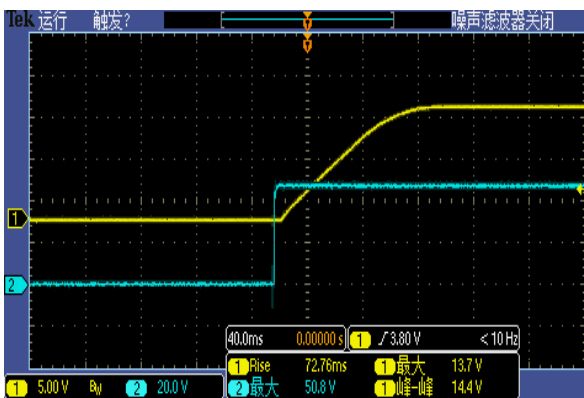 Tek 运行 触发? 噪声滤波器关闭
1
2
40.0ms 0.00000 s 1 3.80 V < 10 Hz
1 Rise 72.76ms 1 最大 13.7 V
1 5.00 V BW 2 20.0 V 2 最大 50.8 V 1 峰-峰 14.4 V